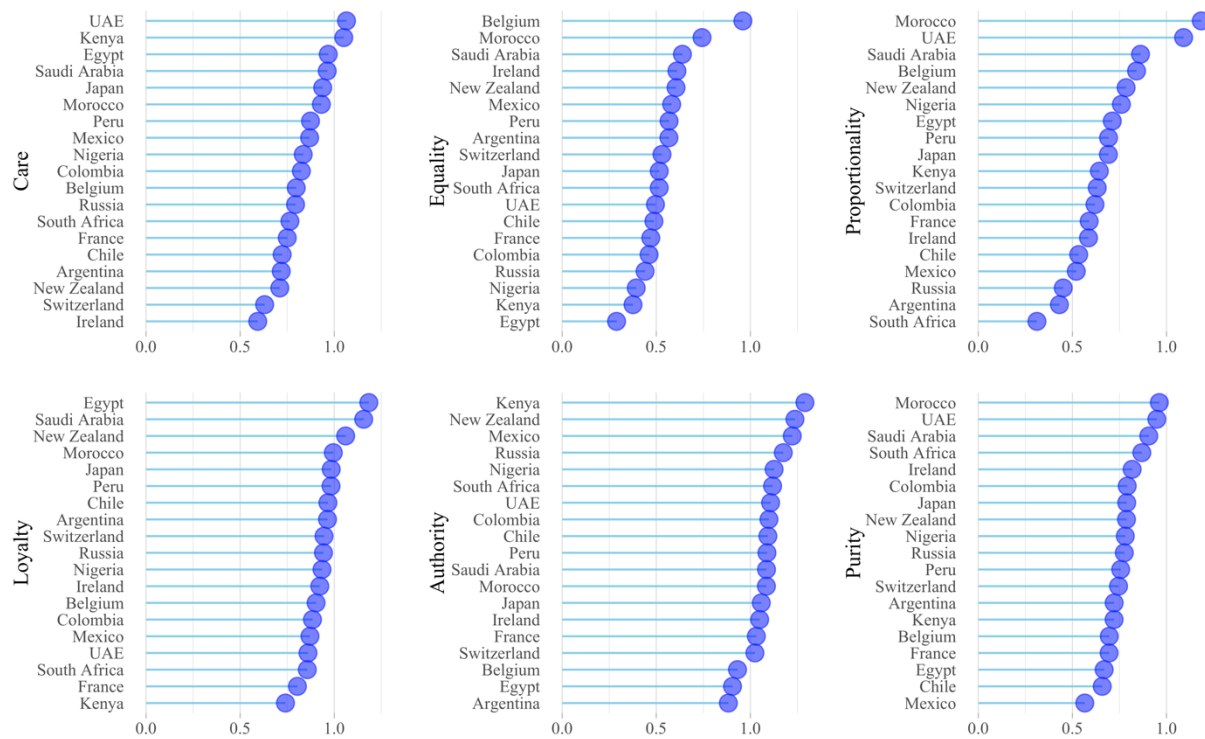 Care
UAE
Kenya
Egypt
Saudi Arabia
Japan
Morocco
Peru
Mexico
Nigeria
Colombia
Belgium
Russia
South Africa
France
Chile
Argentina
New Zealand
Switzerland
Ireland
0.0 0.5 1.0
Equality
Belgium
Morocco
Saudi Arabia
Ireland
New Zealand
Mexico
Peru
Argentina
Switzerland
Japan
South Africa
UAE
Chile
France
Colombia
Russia
Nigeria
Kenya
Egypt
0.0 0.5 1.0
Proportionality
Morocco
UAE
Saudi Arabia
Belgium
New Zealand
Nigeria
Egypt
Peru
Japan
Kenya
Switzerland
Colombia
France
Ireland
Chile
Mexico
Russia
Argentina
South Africa
0.0 0.5 1.0
Loyalty
Egypt
Saudi Arabia
New Zealand
Morocco
Japan
Peru
Chile
Argentina
Switzerland
Russia
Nigeria
Ireland
Belgium
Colombia
Mexico
UAE
South Africa
France
Kenya
0.0 0.5 1.0
Authority
Kenya
New Zealand
Mexico
Russia
Nigeria
South Africa
UAE
Colombia
Chile
Peru
Saudi Arabia
Morocco
Japan
Ireland
France
Switzerland
Belgium
Egypt
Argentina
0.0 0.5 1.0
Purity
Morocco
UAE
Saudi Arabia
South Africa
Ireland
Colombia
Japan
New Zealand
Nigeria
Russia
Peru
Switzerland
Argentina
Kenya
Belgium
France
Egypt
Chile
Mexico
0.0 0.5 1.0